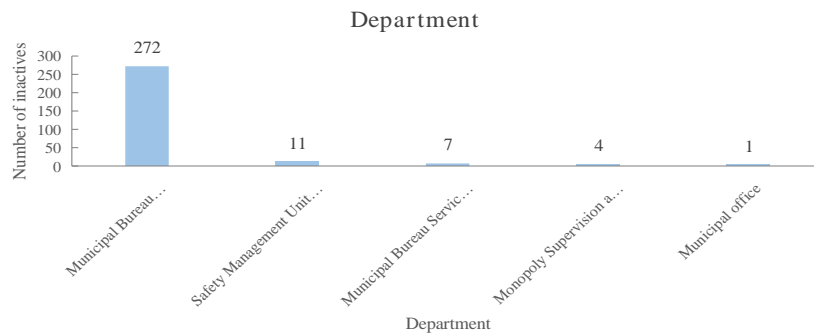 Department
272
11
7
4
1
Number of inactives
300
250
200
150
100
50
0
Municipal Bureau…
Safety Management Unit…
Municipal Bureau Servic…
Monopoly Supervision a…
Municipal office
Department